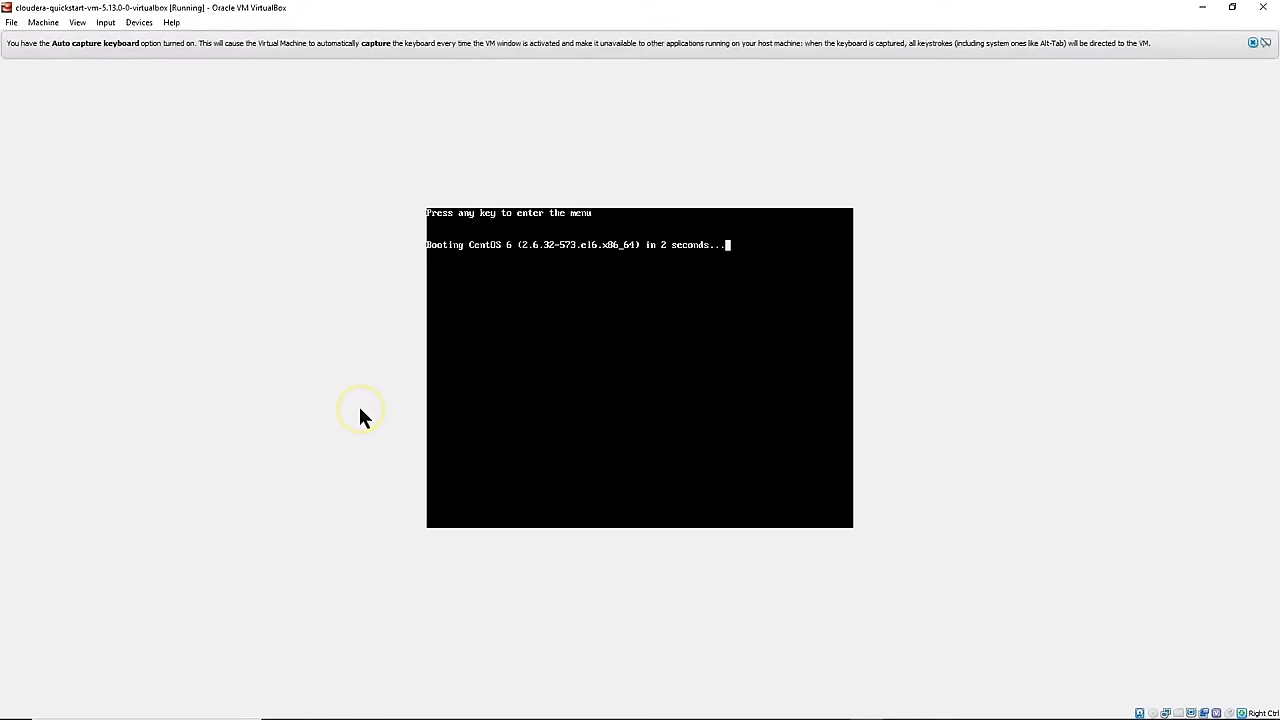 cloudera-quickstart-vm-5.13.0-0-virtualbox [Running] - Oracle VM VirtualBox
File Machine View Input Devices Help
You have the Auto capture keyboard option turned on. This will cause the Virtual Machine to automatically capture the keyboard every time the VM window is activated and make it unavailable to other applications running on your host machine: when the keyboard is captured, all keystrokes (including system ones like Alt-Tab) will be directed to the VM.
Press any key to enter the menu
Booting CentOS 6 (2.6.32-573.el6.x86_64) in 2 seconds...
Right Ctrl